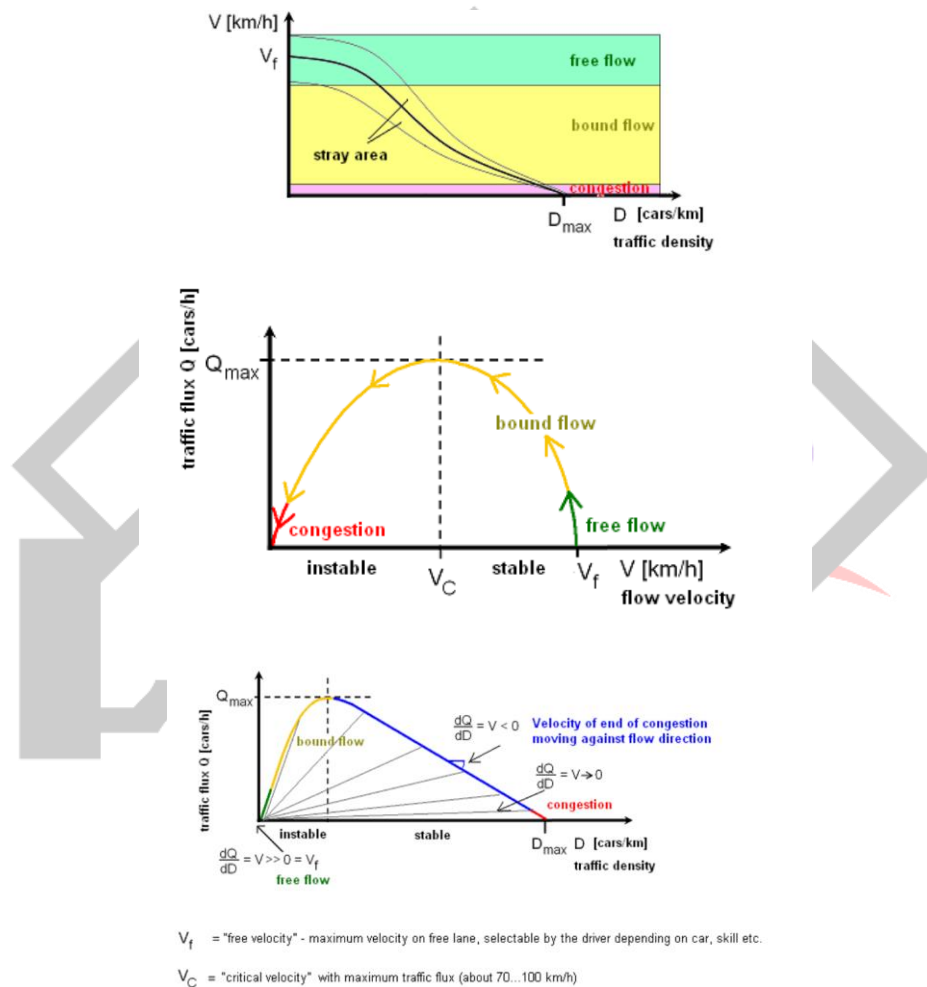 V [km/h]
Vf
free flow
bound flow
stray area
congestion
Dmax
D [cars/km]
traffic density
traffic flux Q [cars/h]
Qmax
bound flow
congestion
free flow
instable
VC
stable
Vf
V [km/h]
flow velocity
traffic flux Q [cars/h]
Qmax
bound flow
dQ/dD = V < 0
Velocity of end of congestion
moving against flow direction
dQ/dD = V→0
congestion
instable
stable
Dmax
D [cars/km]
traffic density
dQ/dD = V >> 0 = Vf
free flow
Vf = "free velocity" - maximum velocity on free lane, selectable by the driver depending on car, skill etc.
VC = "critical velocity" with maximum traffic flux (about 70...100 km/h)